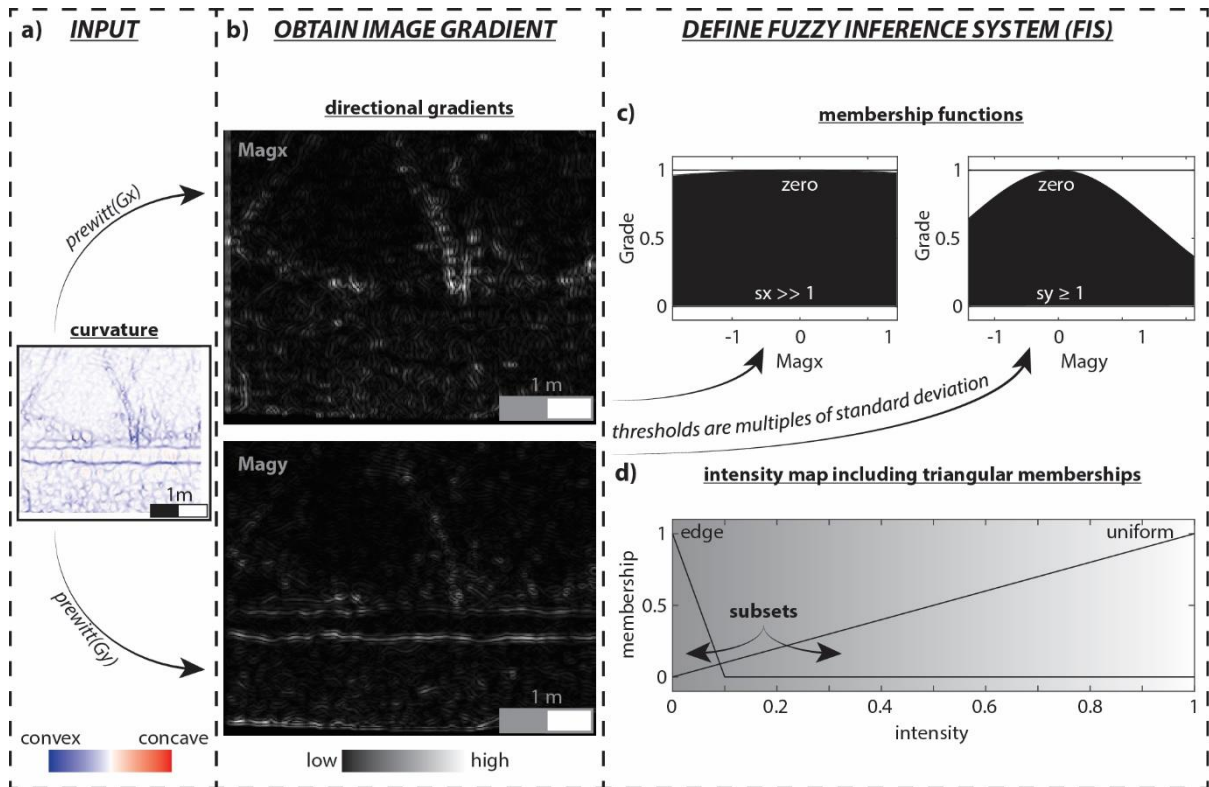 a) INPUT
b) OBTAIN IMAGE GRADIENT
DEFINE FUZZY INFERENCE SYSTEM (FIS)
directional gradients
Magx
1 m
Magy
1 m
low high
prewitt(Gx)
curvature
1m
prewitt(Gy)
convex concave
c) membership functions
1
0.5
0
Grade
zero
sx >> 1
-1 0 1
Magx
1
0.5
0
Grade
zero
sy ≥ 1
-1 0 1
Magy
thresholds are multiples of standard deviation
d) intensity map including triangular memberships
1
0.5
0
membership
edge uniform
subsets
0 0.2 0.4 0.6 0.8 1
intensity